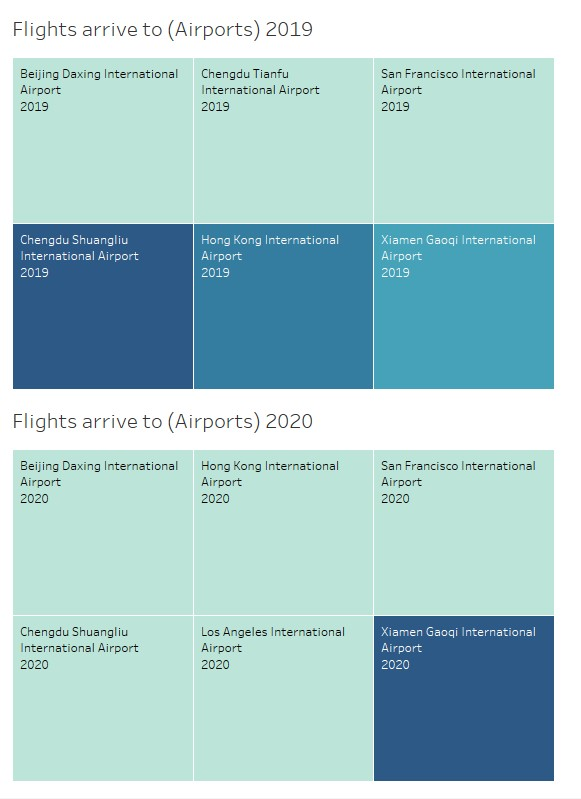 Flights arrive to (Airports) 2019
Beijing Daxing International
Airport
2019
Chengdu Tianfu
International Airport
2019
San Francisco International
Airport
2019
Chengdu Shuangliu
International Airport
2019
Hong Kong International
Airport
2019
Xiamen Gaoqi International
Airport
2019
Flights arrive to (Airports) 2020
Beijing Daxing International
Airport
2020
Hong Kong International
Airport
2020
San Francisco International
Airport
2020
Chengdu Shuangliu
International Airport
2020
Los Angeles International
Airport
2020
Xiamen Gaoqi International
Airport
2020